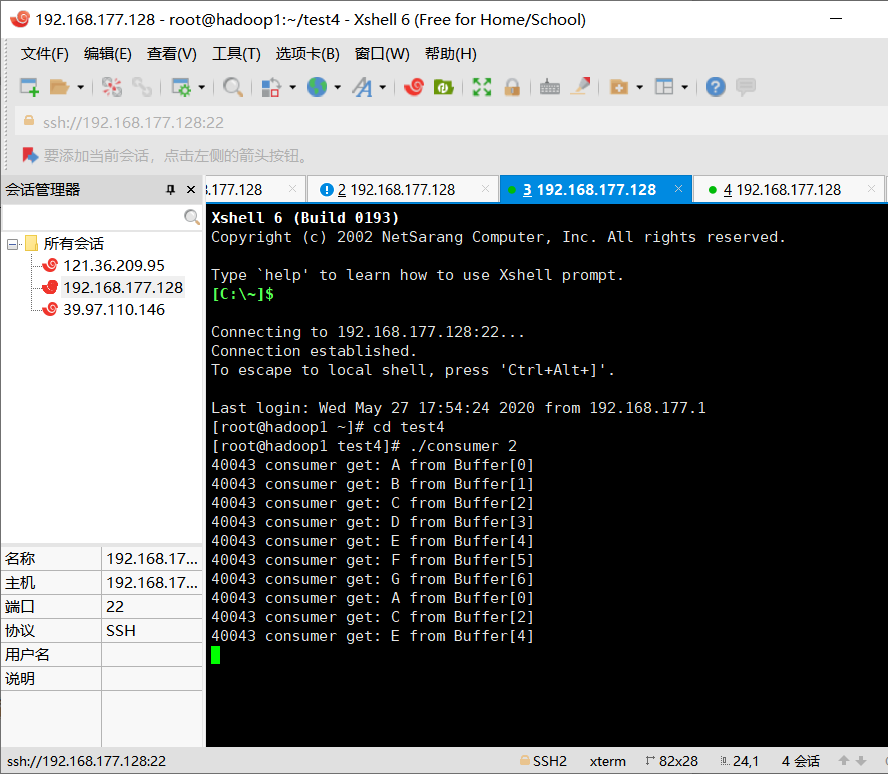 192.168.177.128 - root@hadoop1:~/test4 - Xshell 6 (Free for Home/School)
文件(F) 编辑(E) 查看(V) 工具(T) 选项卡(B) 窗口(W) 帮助(H)
ssh://192.168.177.128:22
要添加当前会话，点击左侧的箭头按钮。
会话管理器
.177.128
2 192.168.177.128
3 192.168.177.128
4 192.168.177.128
所有会话
121.36.209.95
192.168.177.128
39.97.110.146
名称 192.168.17...
主机 192.168.17...
端口 22
协议 SSH
用户名
说明
Xshell 6 (Build 0193)
Copyright (c) 2002 NetSarang Computer, Inc. All rights reserved.
Type `help' to learn how to use Xshell prompt.
[C:\~]$
Connecting to 192.168.177.128:22...
Connection established.
To escape to local shell, press 'Ctrl+Alt+]'.
Last login: Wed May 27 17:54:24 2020 from 192.168.177.1
[root@hadoop1 ~]# cd test4
[root@hadoop1 test4]# ./consumer 2
40043 consumer get: A from Buffer[0]
40043 consumer get: B from Buffer[1]
40043 consumer get: C from Buffer[2]
40043 consumer get: D from Buffer[3]
40043 consumer get: E from Buffer[4]
40043 consumer get: F from Buffer[5]
40043 consumer get: G from Buffer[6]
40043 consumer get: A from Buffer[0]
40043 consumer get: C from Buffer[2]
40043 consumer get: E from Buffer[4]
ssh://192.168.177.128:22 SSH2 xterm 82x28 24,1 4 会话